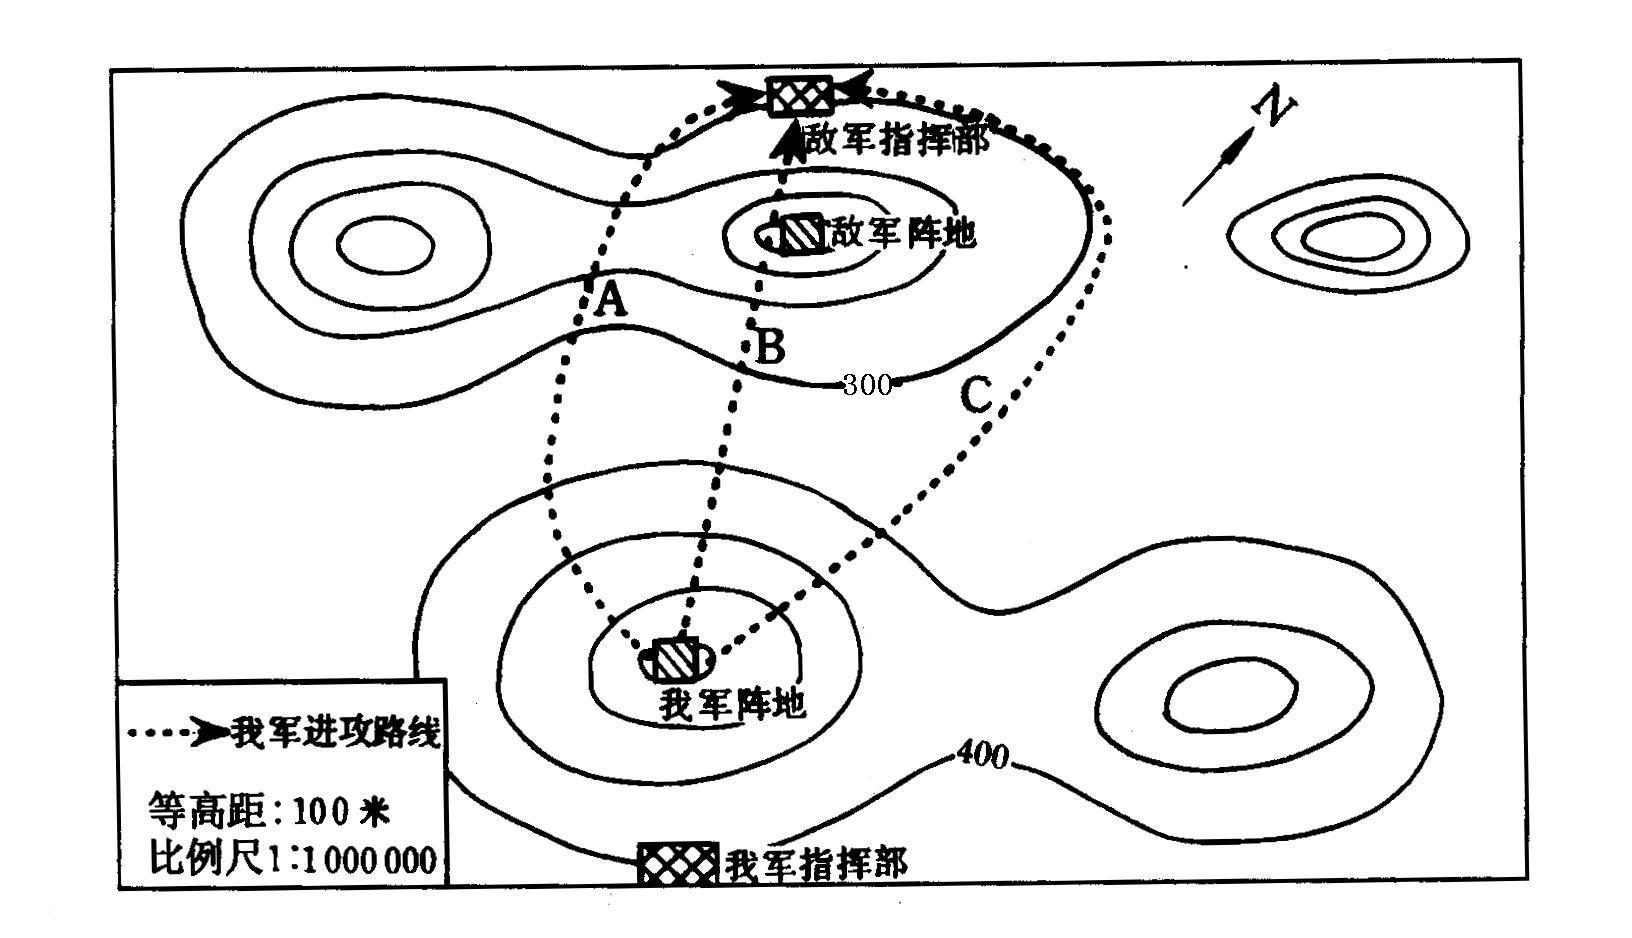 N
敌军指挥部
敌军阵地
A
B
300
C
我军阵地
400
我军进攻路线
等高距:100米
比例尺1:1000000
我军指挥部